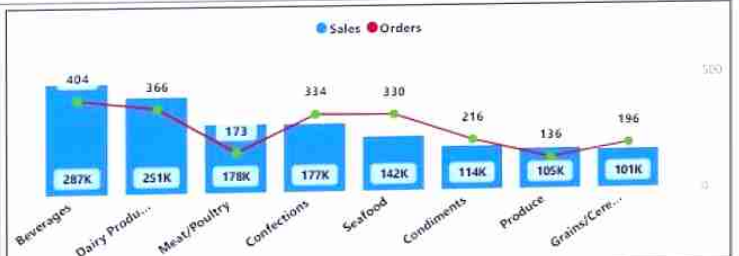 Sales Orders
500
404 366 173 334 330 216 136 196
287K 251K 178K 177K 142K 114K 105K 101K
0
Beverages Dairy Produ... Meat/Poultry Confections Seafood Condiments Produce Grains/Cere...